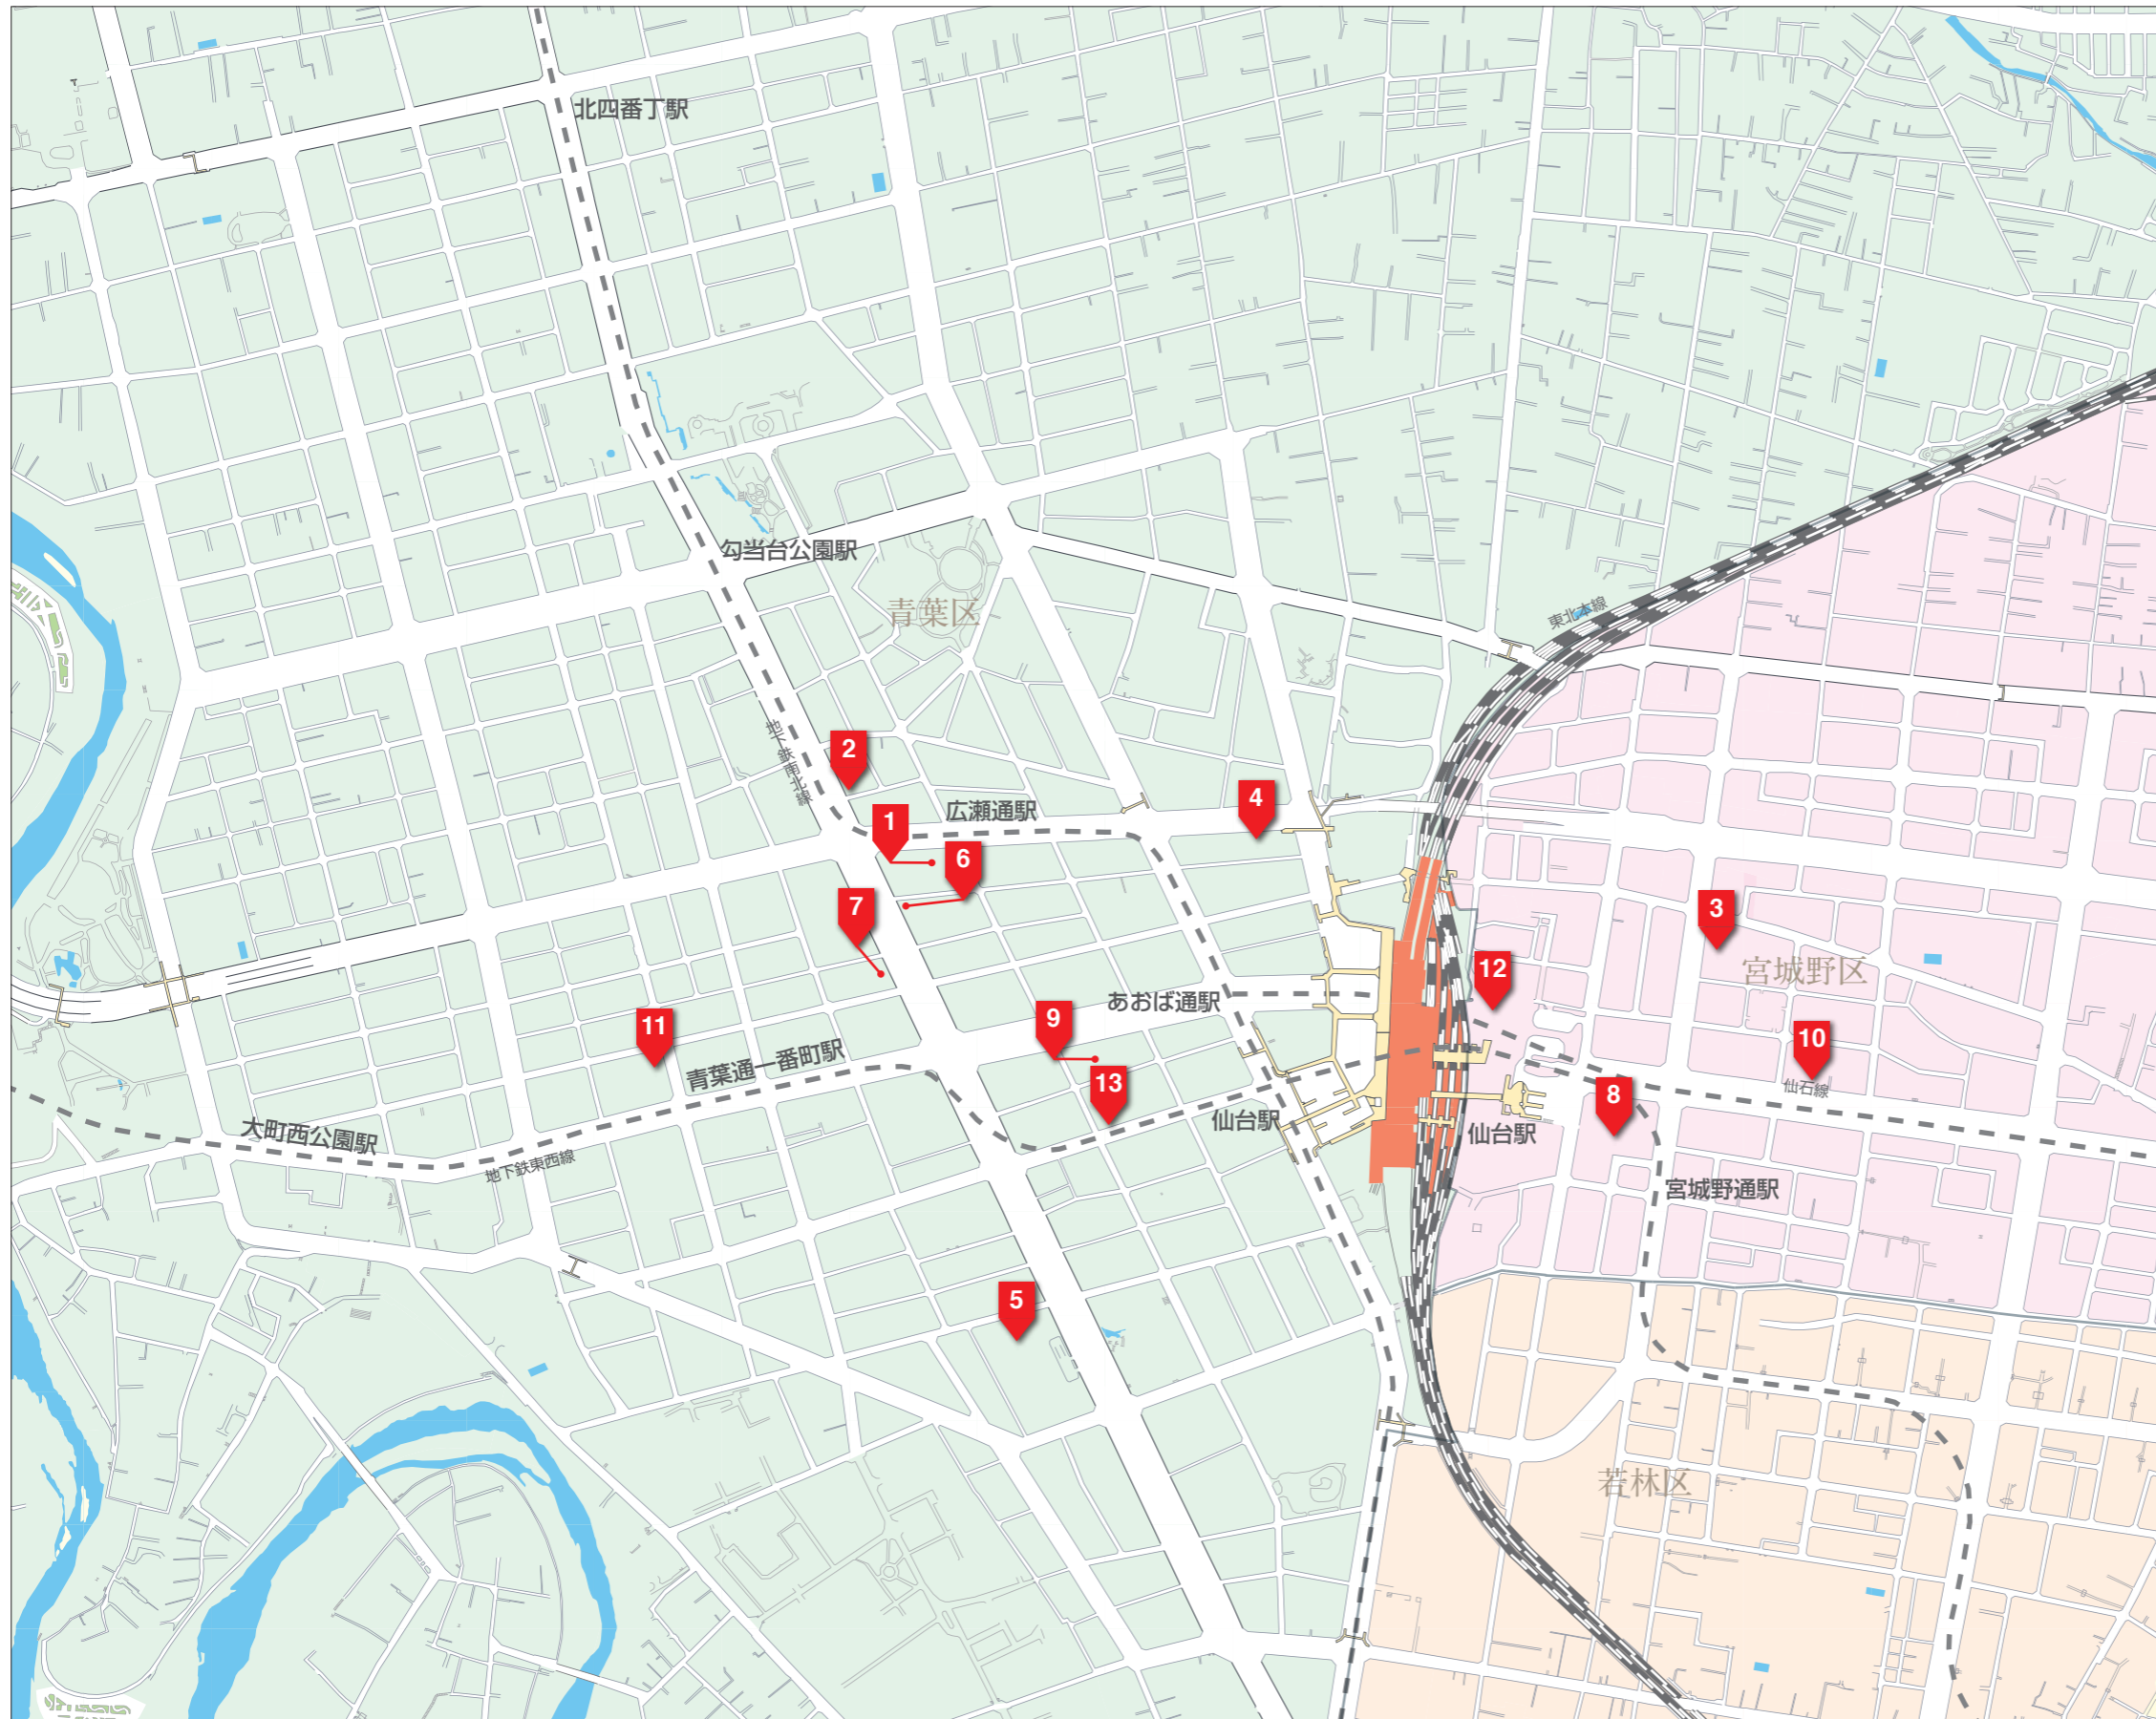 北四番丁駅
勾当台公園駅
青葉区
東北本線
地下鉄南北線
2
広瀬通駅
4
1
6
7
3
宮城野区
12
あおば通駅
9
11
10
青葉通一番町駅
13
仙石線
8
大町西公園駅
仙台駅
仙台駅
地下鉄東西線
宮城野通駅
5
若林区